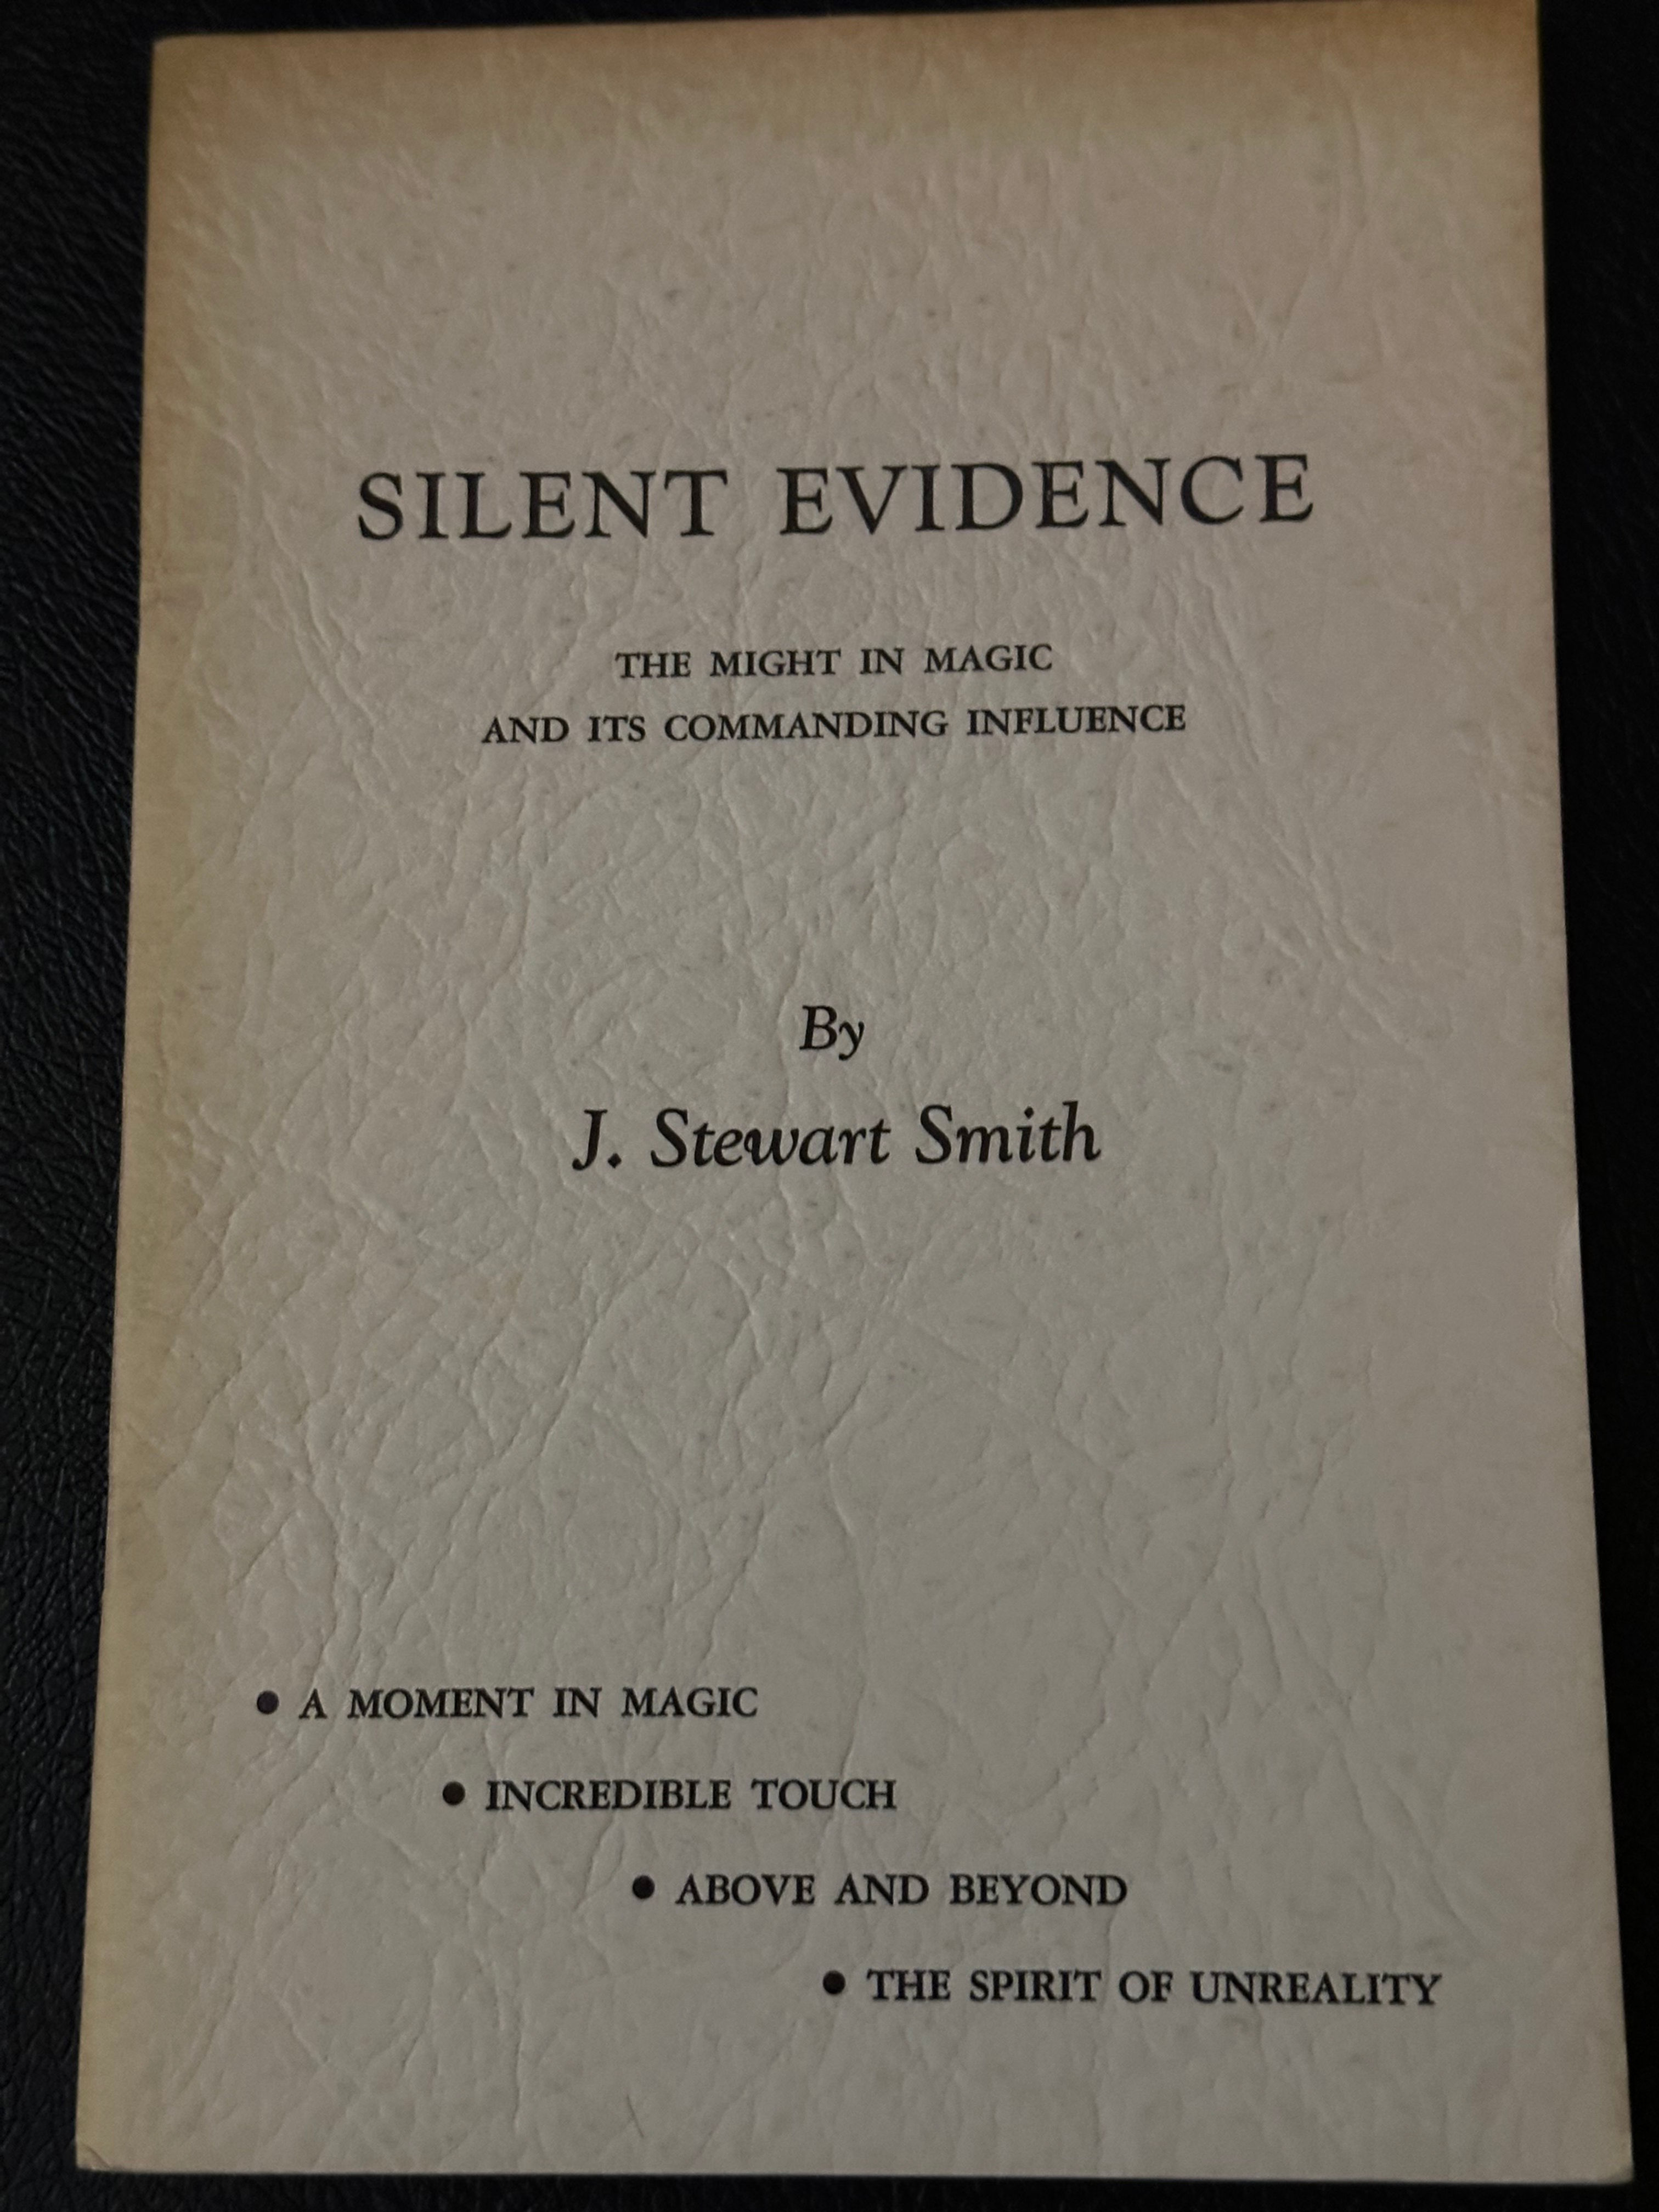 SILENT EVIDENCE
THE MIGHT IN MAGIC
AND ITS COMMANDING INFLUENCE
By
J. Stewart Smith
• A MOMENT IN MAGIC
• INCREDIBLE TOUCH
• ABOVE AND BEYOND
• THE SPIRIT OF UNREALITY